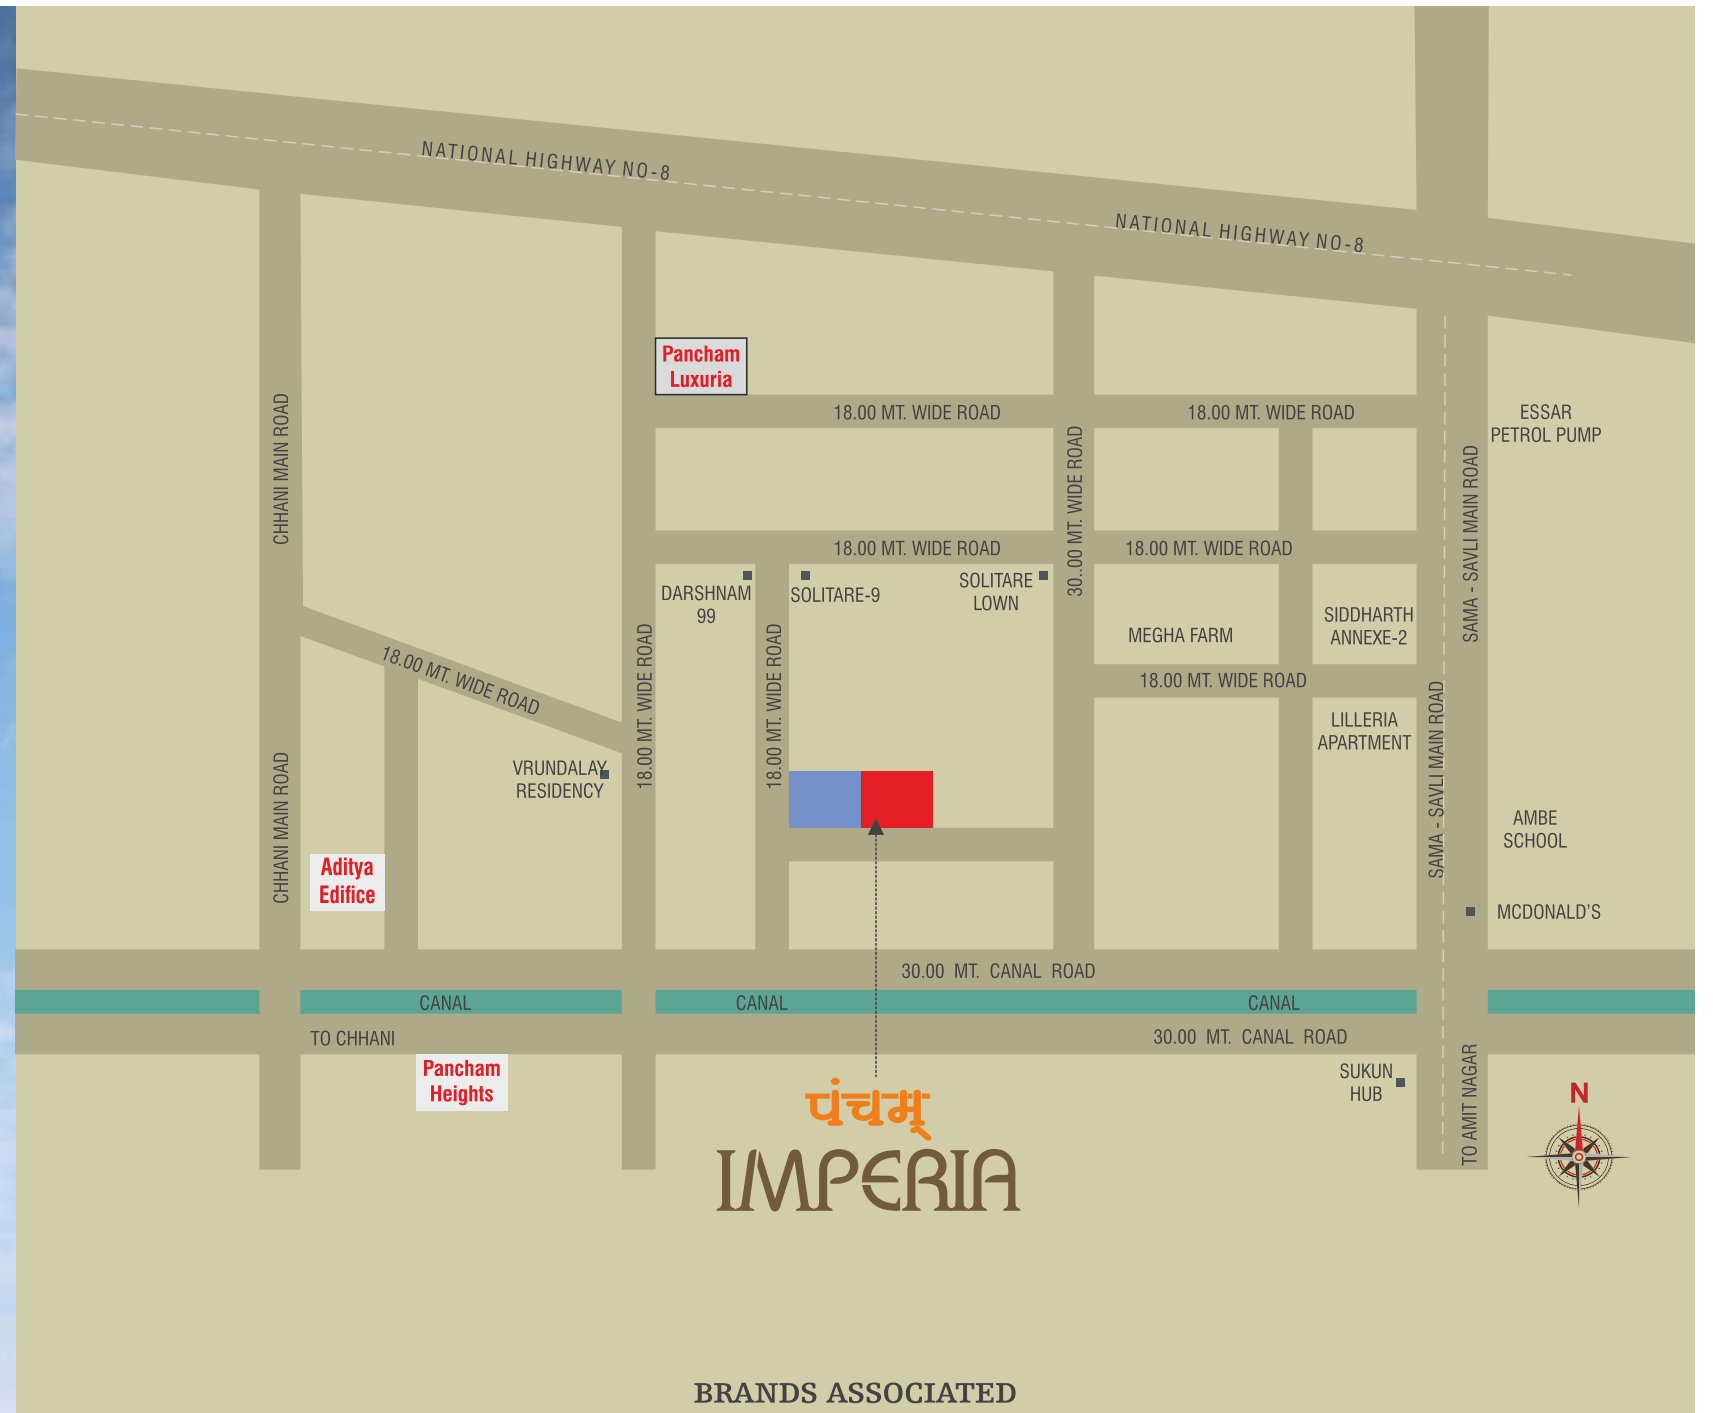 NATIONAL HIGHWAY NO-8
NATIONAL HIGHWAY NO-8
Pancham
Luxuria
18.00 MT. WIDE ROAD
18.00 MT. WIDE ROAD
ESSAR
PETROL PUMP
CHHANI MAIN ROAD
30..00 MT. WIDE ROAD
SAMA - SAVLI MAIN ROAD
18.00 MT. WIDE ROAD
18.00 MT. WIDE ROAD
DARSHNAM
99
SOLITARE-9
SOLITARE
LOWN
MEGHA FARM
SIDDHARTH
ANNEXE-2
18.00 MT. WIDE ROAD
18.00 MT. WIDE ROAD
18.00 MT. WIDE ROAD
18.00 MT. WIDE ROAD
LILLERIA
APARTMENT
SAMA - SAVLI MAIN ROAD
VRUNDALAY
RESIDENCY
CHHANI MAIN ROAD
AMBE
SCHOOL
Aditya
Edifice
MCDONALD'S
30.00 MT. CANAL ROAD
CANAL
CANAL
CANAL
TO CHHANI
30.00 MT. CANAL ROAD
Pancham
Heights
SUKUN
HUB
TO AMIT NAGAR
N
पंचम्
IMPERIA
BRANDS ASSOCIATED